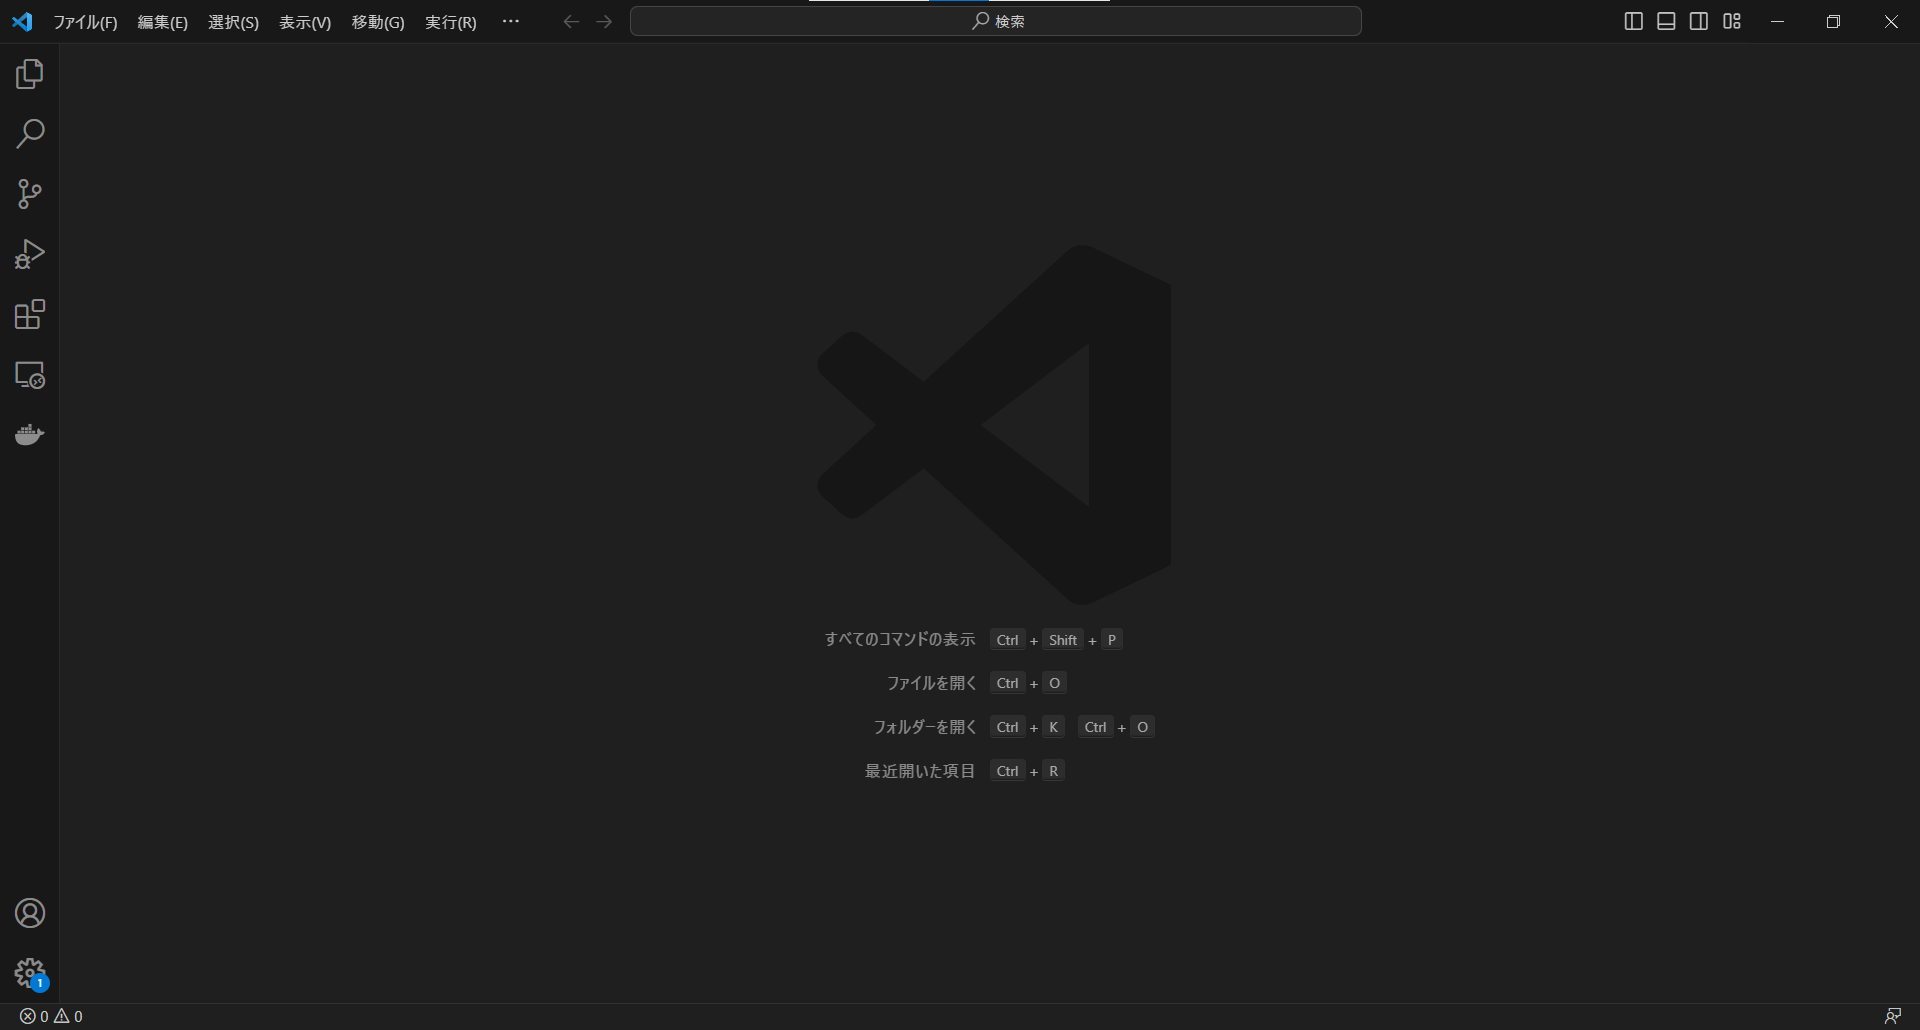 ファイル(F) 編集(E) 選択(S) 表示(V) 移動(G) 実行(R) ··· 検索
すべてのコマンドの表示 Ctrl + Shift + P
ファイルを開く Ctrl + O
フォルダーを開く Ctrl + K Ctrl + O
最近開いた項目 Ctrl + R
1
0 0